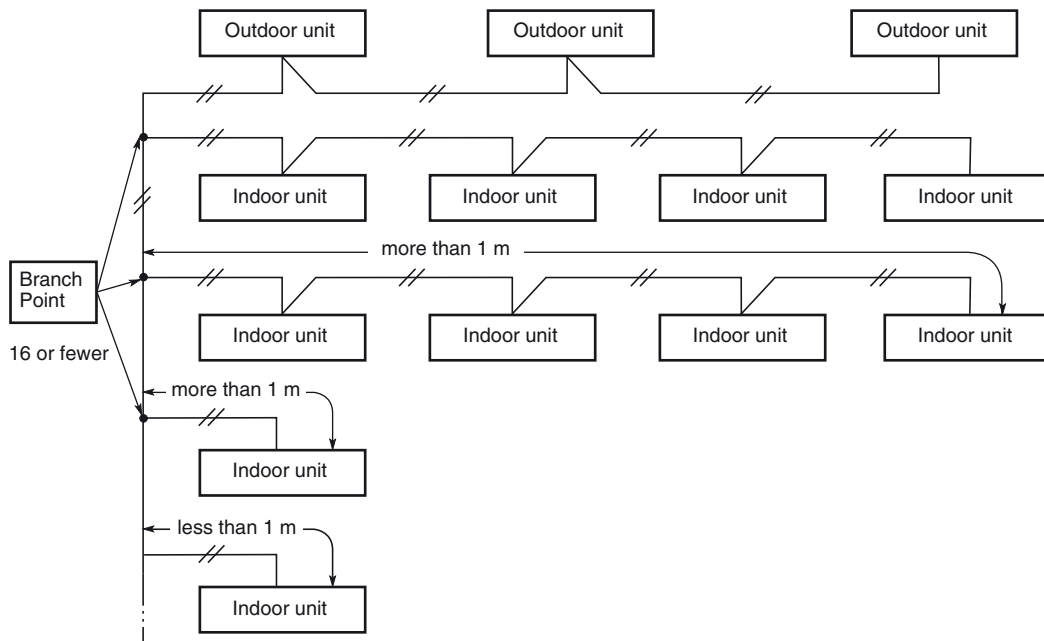 Outdoor unit
Outdoor unit
Outdoor unit
Indoor unit
Indoor unit
Indoor unit
Indoor unit
more than 1 m
Branch
Point
Indoor unit
Indoor unit
Indoor unit
Indoor unit
16 or fewer
more than 1 m
Indoor unit
less than 1 m
Indoor unit